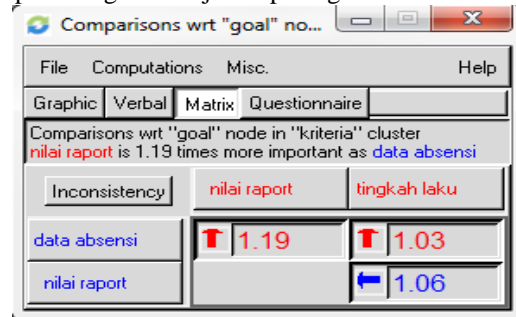 Comparisons wrt "goal" no...
File Computations Misc. Help
Graphic Verbal Matrix Questionnaire
Comparisons wrt "goal" node in "kriteria" cluster
nilai raport is 1.19 times more important as data absensi
Inconsistency nilai raport tingkah laku
data absensi 1.19 1.03
nilai raport 1.06